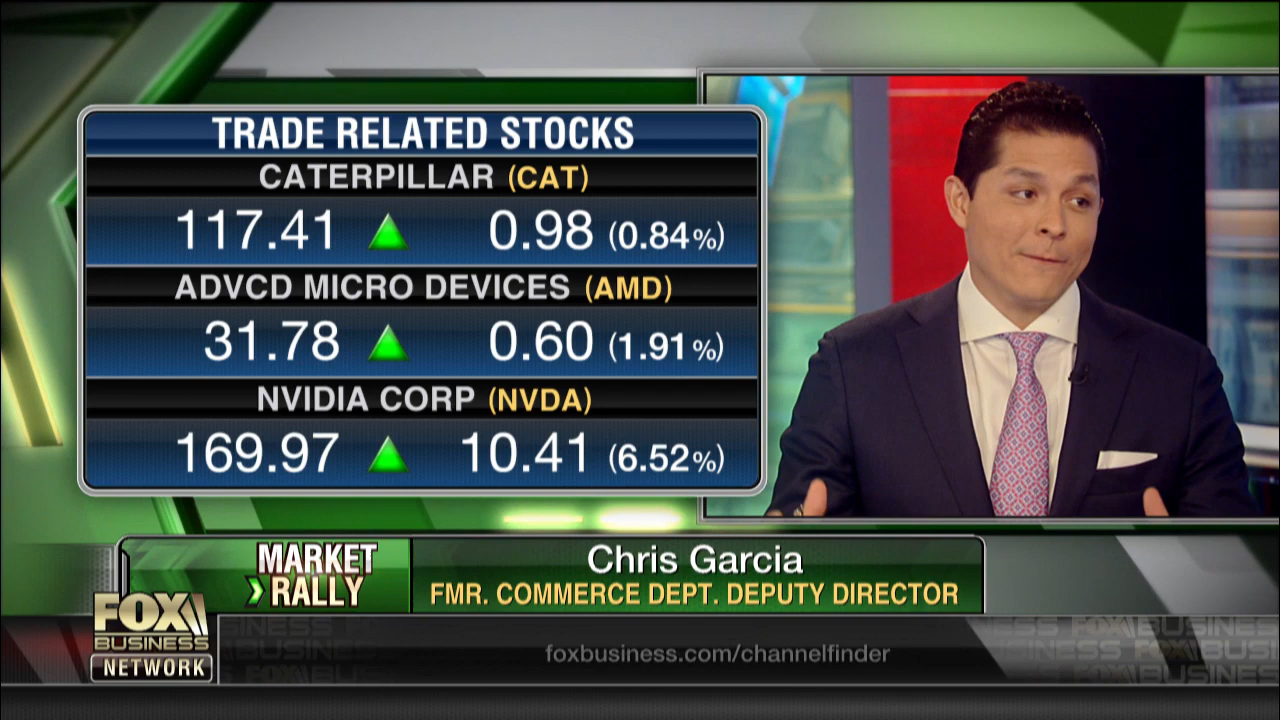 TRADE RELATED STOCKS
CATERPILLAR (CAT)
117.41 ▲ 0.98 (0.84%)
ADVCD MICRO DEVICES (AMD)
31.78 ▲ 0.60 (1.91%)
NVIDIA CORP (NVDA)
169.97 ▲ 10.41 (6.52%)
MARKET
RALLY
Chris Garcia
FMR. COMMERCE DEPT. DEPUTY DIRECTOR
FOX
BUSINESS
NETWORK
foxbusiness.com/channelfinder